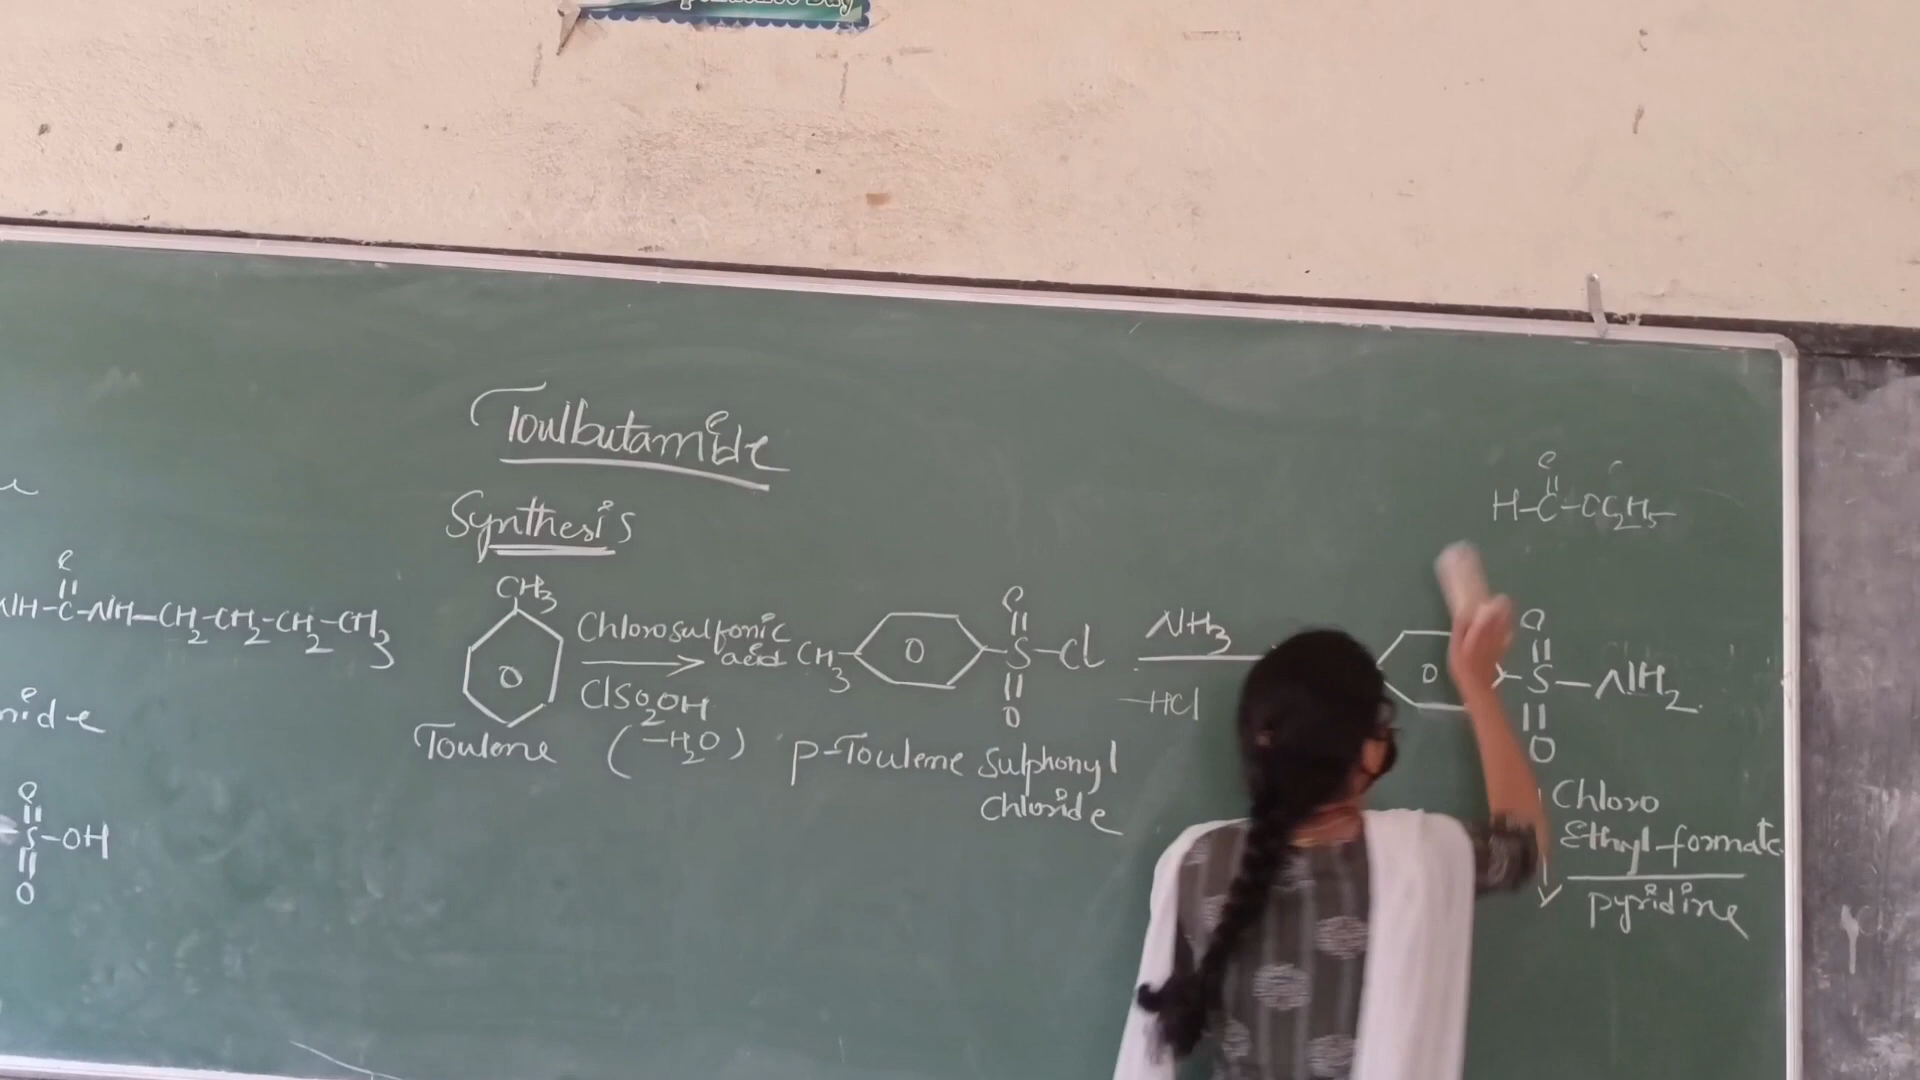 Toulbutamide
Synthesis
H-C-OC2H5
O
NH-C-NH-CH2-CH2-CH2-CH3
O
CH3
Chlorosulfonic
acid
ClSO2OH
(-H2O)
Toulene
CH3
O
S-Cl
O
p-Toulene Sulphonyl
Chloride
NH3
-HCl
O
S-NH2
O
Chloro
Ethyl formate
pyridine
O
S-OH
O